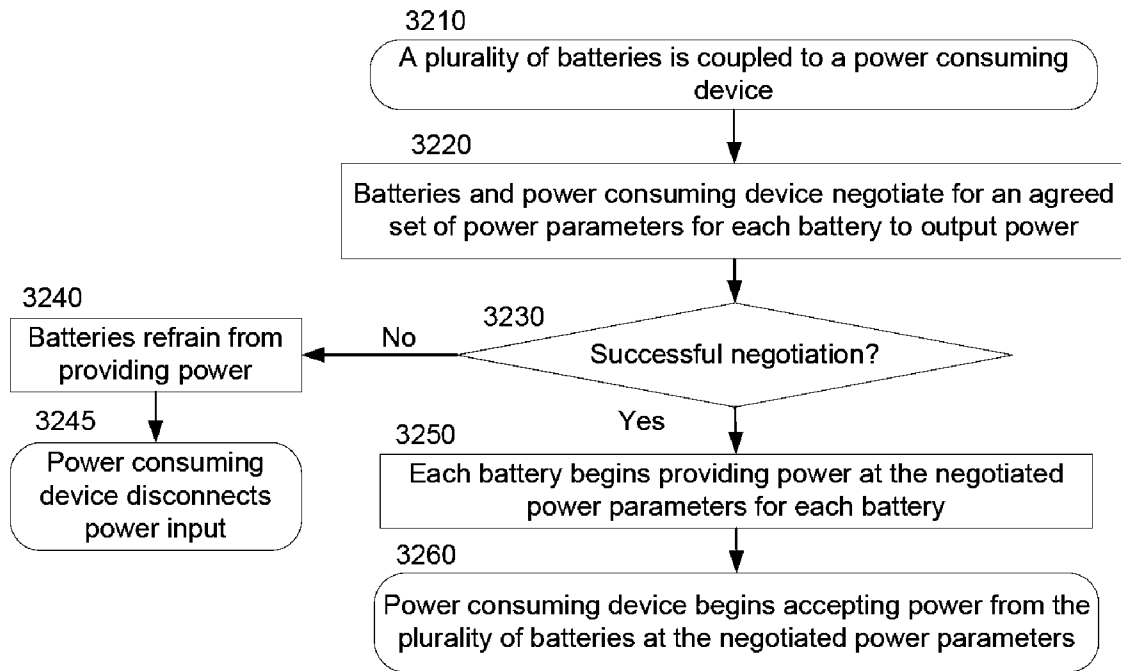 3210
A plurality of batteries is coupled to a power consuming
device
3220
Batteries and power consuming device negotiate for an agreed
set of power parameters for each battery to output power
3230
Successful negotiation?
No
3240
Batteries refrain from
providing power
3245
Power consuming
device disconnects
power input
Yes
3250
Each battery begins providing power at the negotiated
power parameters for each battery
3260
Power consuming device begins accepting power from the
plurality of batteries at the negotiated power parameters